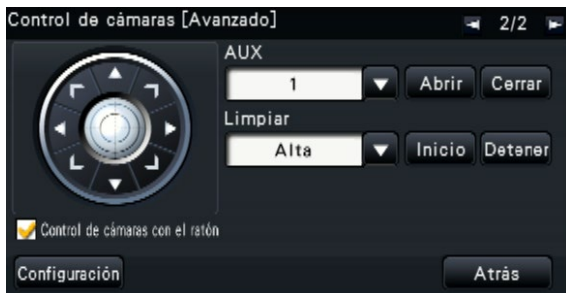 Control de cámaras [Avanzado] 2/2
AUX
1 Abrir Cerrar
Limpiar
Alta Inicio Detener
Control de cámaras con el ratón
Configuración Atrás